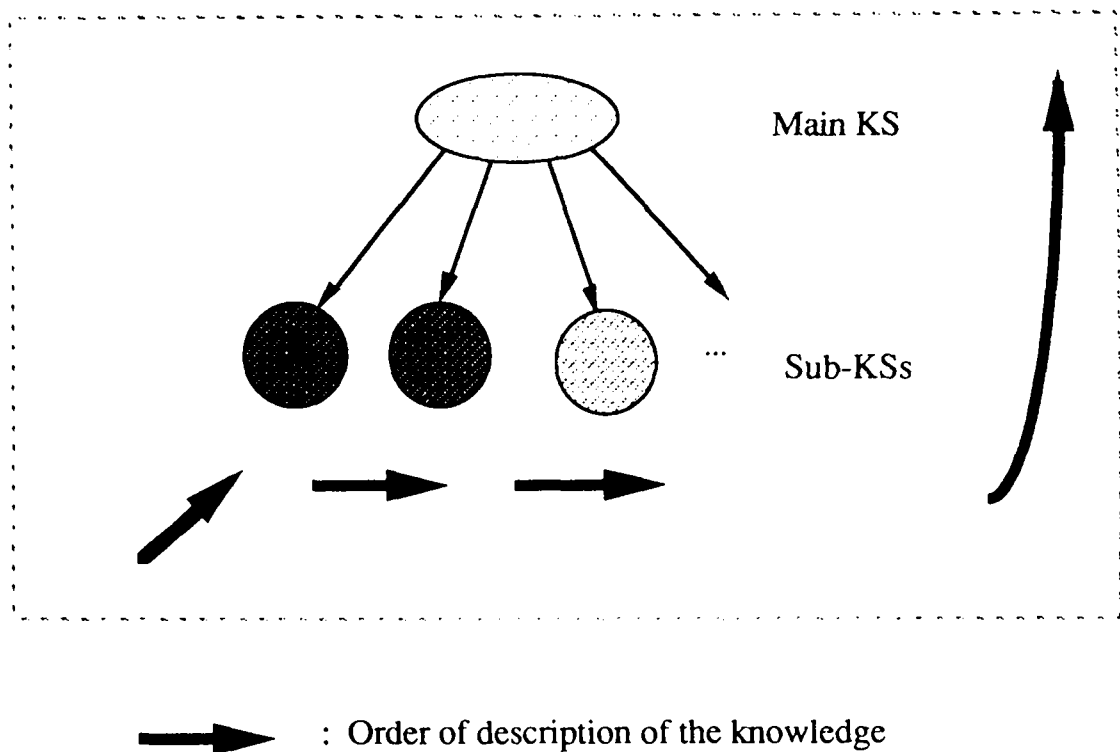 Main KS
...
Sub-KSs
: Order of description of the knowledge